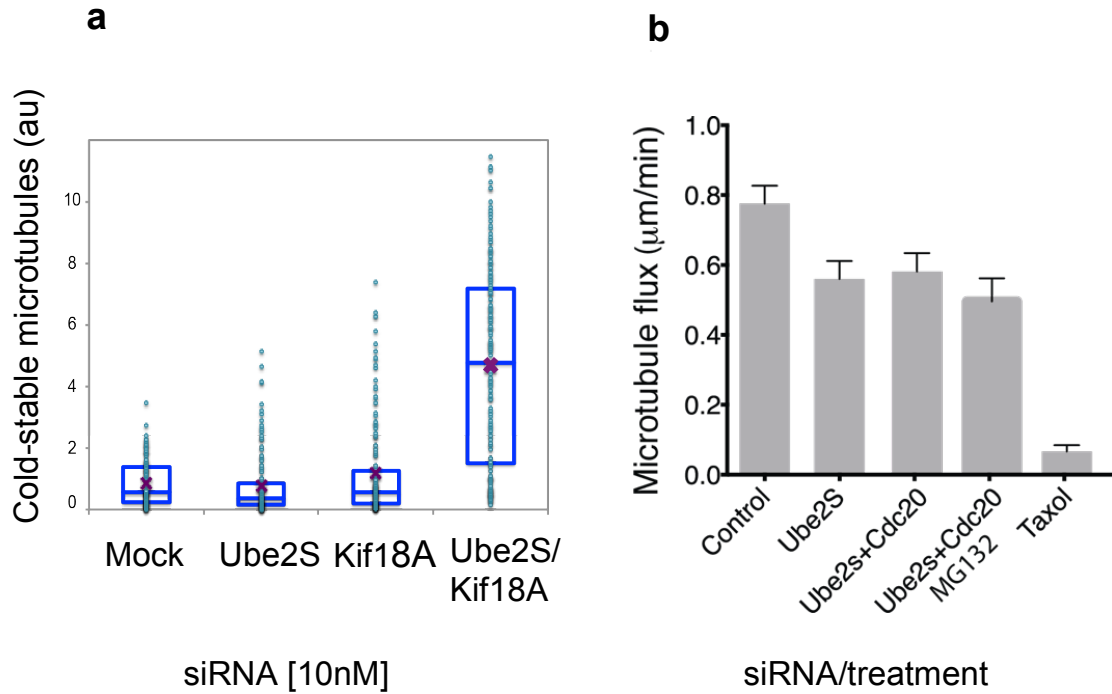 a
Cold-stable microtubules (au)
10
8
6
4
2
0
Mock
Ube2S
Kif18A
Ube2S/
Kif18A
siRNA [10nM]
b
Microtubule flux (μm/min)
1.0
0.8
0.6
0.4
0.2
0.0
Control
Ube2S
Ube2s+Cdc20
Ube2s+Cdc20
MG132
Taxol
siRNA/treatment